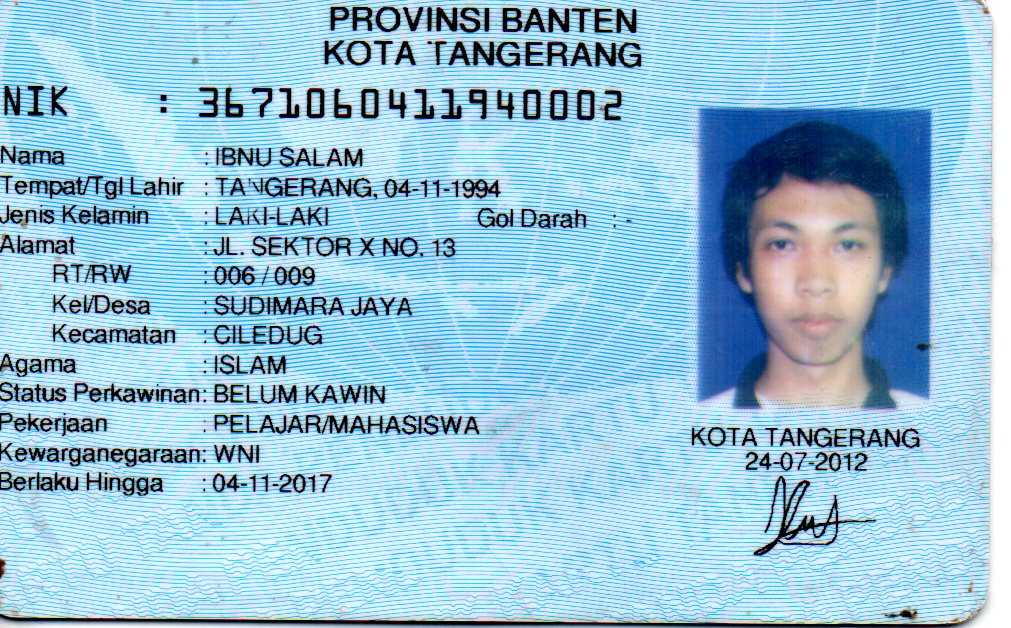 PROVINSI BANTEN
KOTA TANGERANG
NIK : 3671060411940002
Nama : IBNU SALAM
Tempat/Tgl Lahir : TANGERANG, 04-11-1994
Jenis Kelamin : LAKI-LAKI Gol Darah : -
Alamat : JL. SEKTOR X NO. 13
RT/RW : 006 / 009
Kel/Desa : SUDIMARA JAYA
Kecamatan : CILEDUG
Agama : ISLAM
Status Perkawinan: BELUM KAWIN
Pekerjaan : PELAJAR/MAHASISWA
Kewarganegaraan: WNI
Berlaku Hingga : 04-11-2017
KOTA TANGERANG
24-07-2012